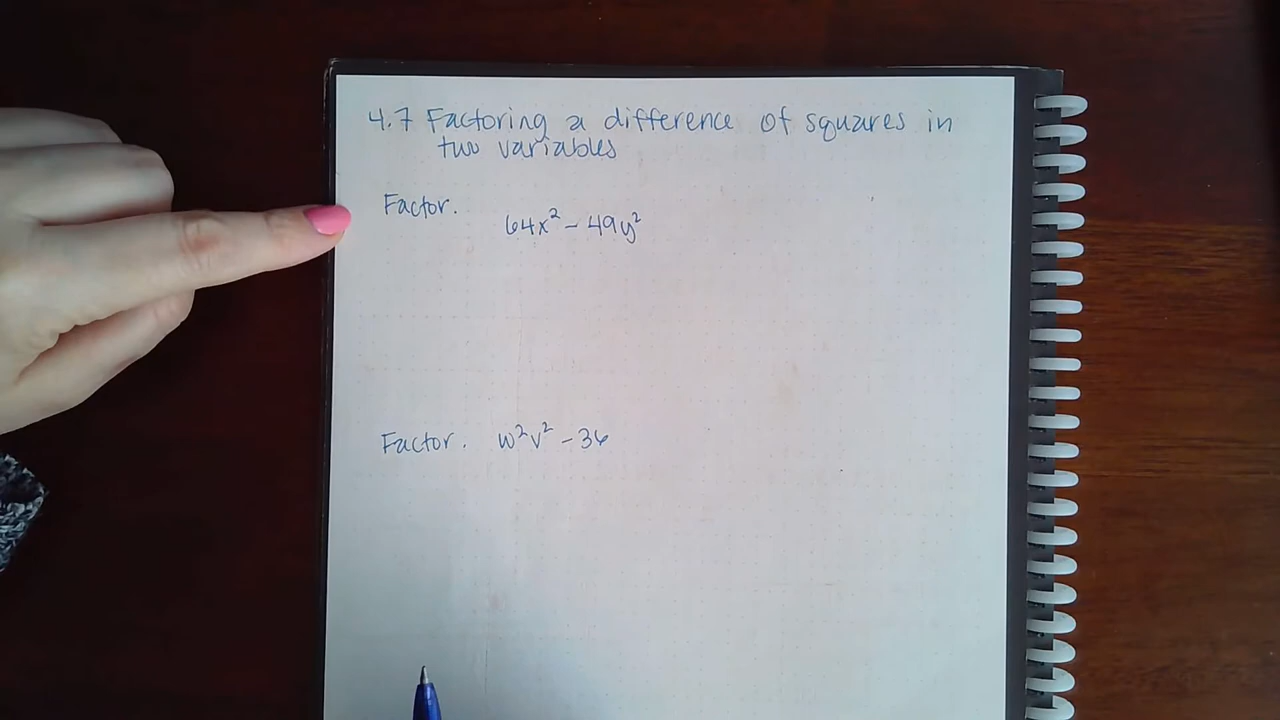 4.7 Factoring a difference of squares in
two variables
Factor.
64x² - 49y²
Factor. w²v² - 36